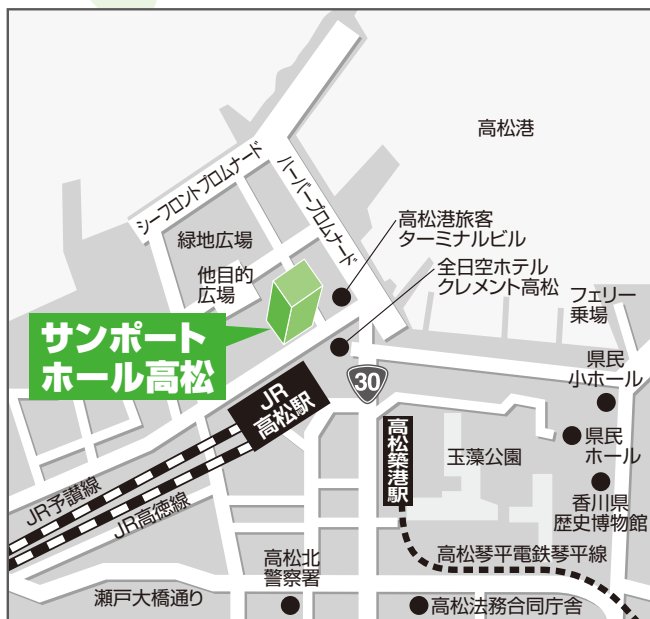 高松港
シーフロントプロムナード
ハーバープロムナード
緑地広場
他目的
広場
高松港旅客
ターミナルビル
全日空ホテル
クレメント高松
フェリー
乗場
サンポート
ホール高松
30
県民
小ホール
JR
高松駅
高松築港駅
玉藻公園
県民
ホール
香川県
歴史博物館
JR予讃線
JR高徳線
高松琴平電鉄琴平線
高松北
警察署
瀬戸大橋通り
高松法務合同庁舎